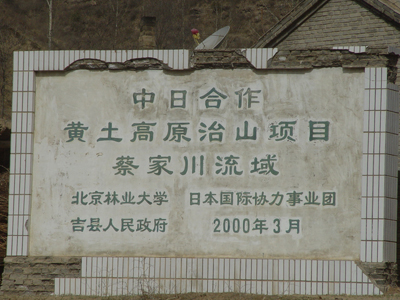 中日合作
黄土高原治山项目
蔡家川流域
北京林业大学 日本国际协力事业团
吉县人民政府 2000年3月